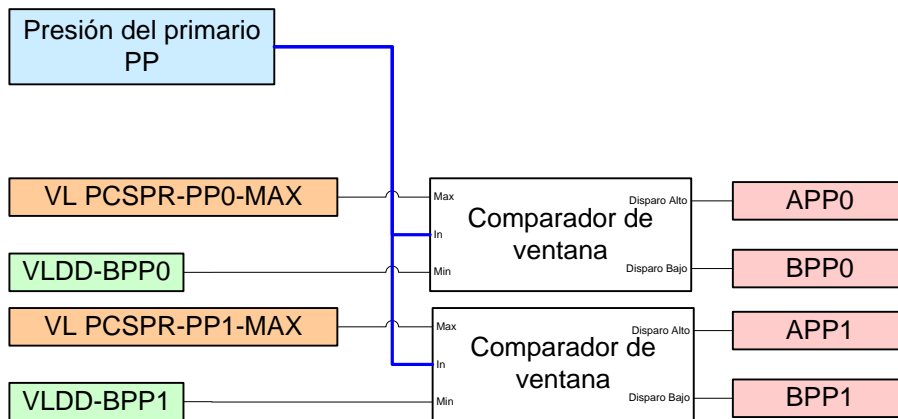 Presión del primario
PP
VL PCSPR-PP0-MAX
Max
Disparo Alto
APP0
Comparador de
ventana
In
VLDD-BPP0
Min
Disparo Bajo
BPP0
VL PCSPR-PP1-MAX
Max
Disparo Alto
APP1
Comparador de
ventana
In
VLDD-BPP1
Min
Disparo Bajo
BPP1